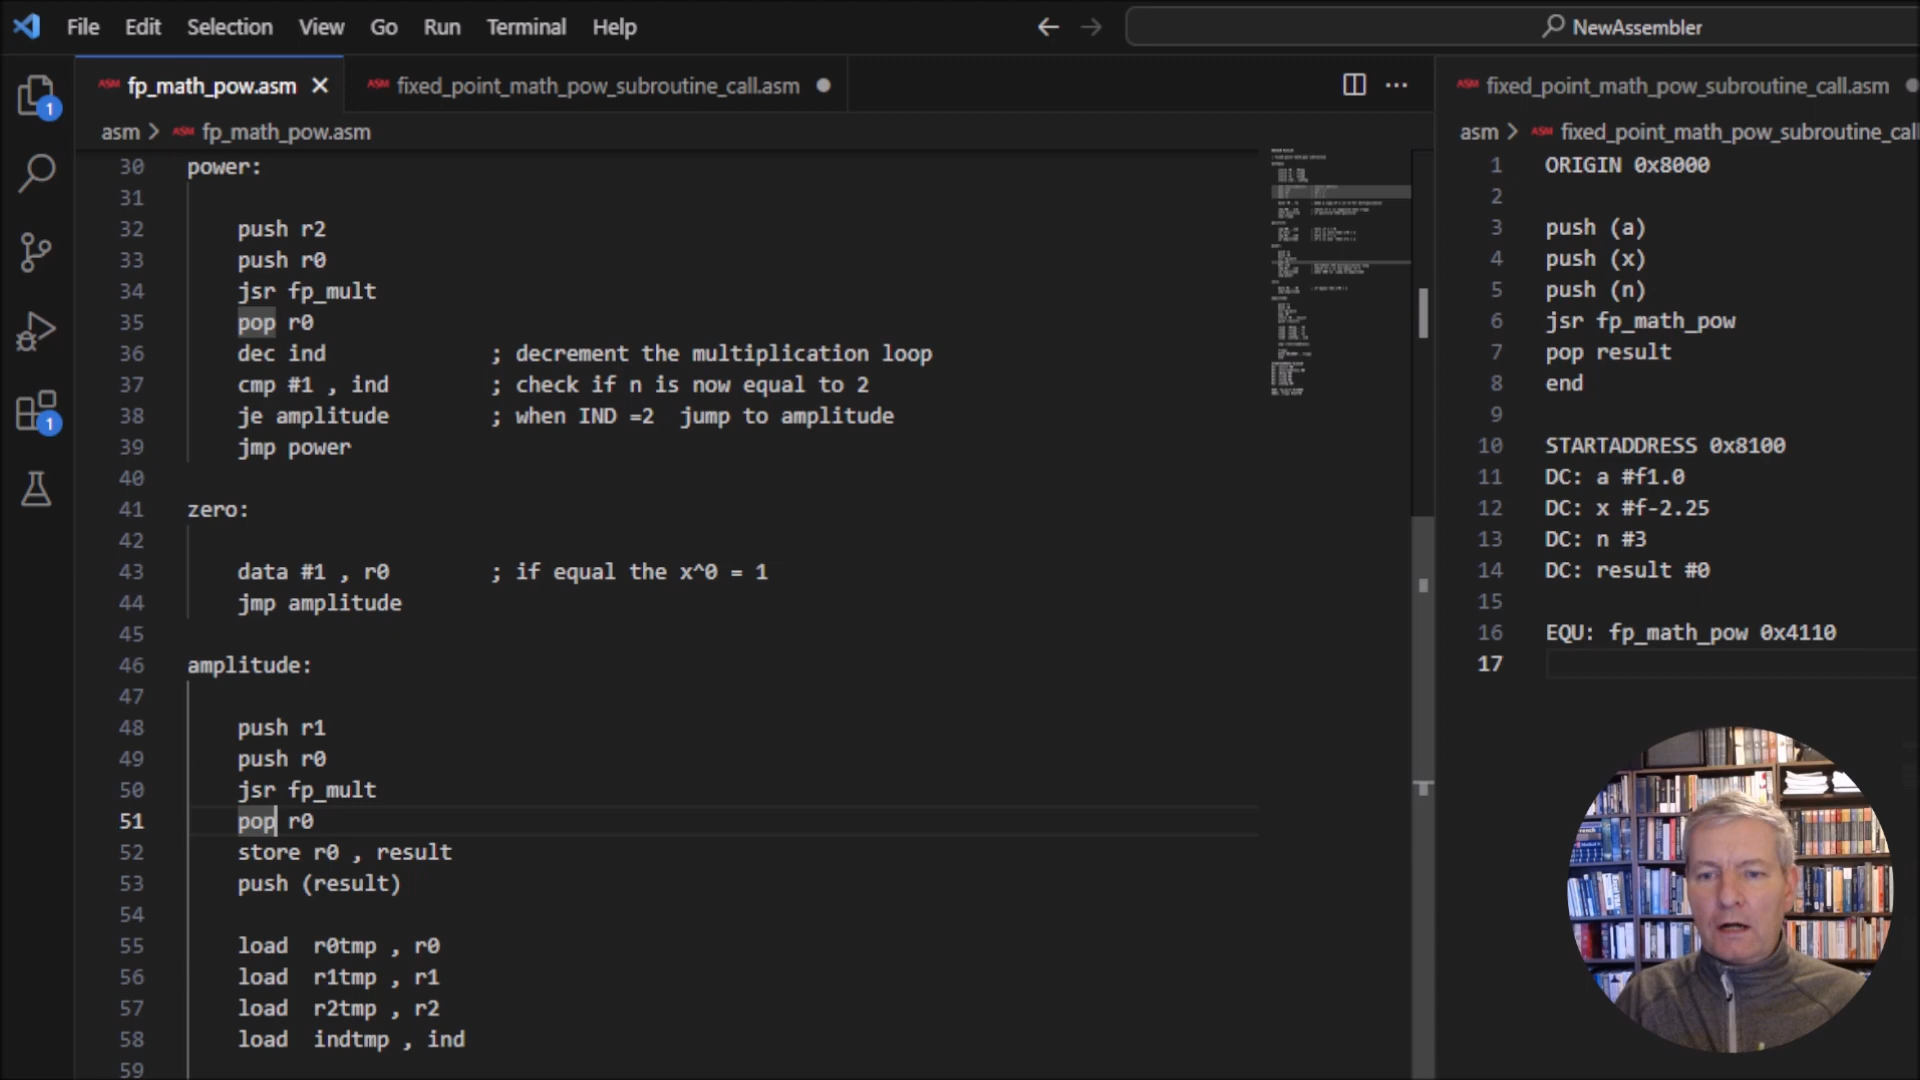 File Edit Selection View Go Run Terminal Help
NewAssembler
ASM fp_math_pow.asm
ASM fixed_point_math_pow_subroutine_call.asm
asm > ASM fp_math_pow.asm
30 power:
31
32 push r2
33 push r0
34 jsr fp_mult
35 pop r0
36 dec ind ; decrement the multiplication loop
37 cmp #1 , ind ; check if n is now equal to 2
38 je amplitude ; when IND =2  jump to amplitude
39 jmp power
40
41 zero:
42
43 data #1 , r0 ; if equal the x^0 = 1
44 jmp amplitude
45
46 amplitude:
47
48 push r1
49 push r0
50 jsr fp_mult
51 pop r0
52 store r0 , result
53 push (result)
54
55 load  r0tmp , r0
56 load  r1tmp , r1
57 load  r2tmp , r2
58 load  indtmp , ind
59
ASM fixed_point_math_pow_subroutine_call.asm
asm > ASM fixed_point_math_pow_subroutine_call
1 ORIGIN 0x8000
2
3 push (a)
4 push (x)
5 push (n)
6 jsr fp_math_pow
7 pop result
8 end
9
10 STARTADDRESS 0x8100
11 DC: a #f1.0
12 DC: x #f-2.25
13 DC: n #3
14 DC: result #0
15
16 EQU: fp_math_pow 0x4110
17
1
1